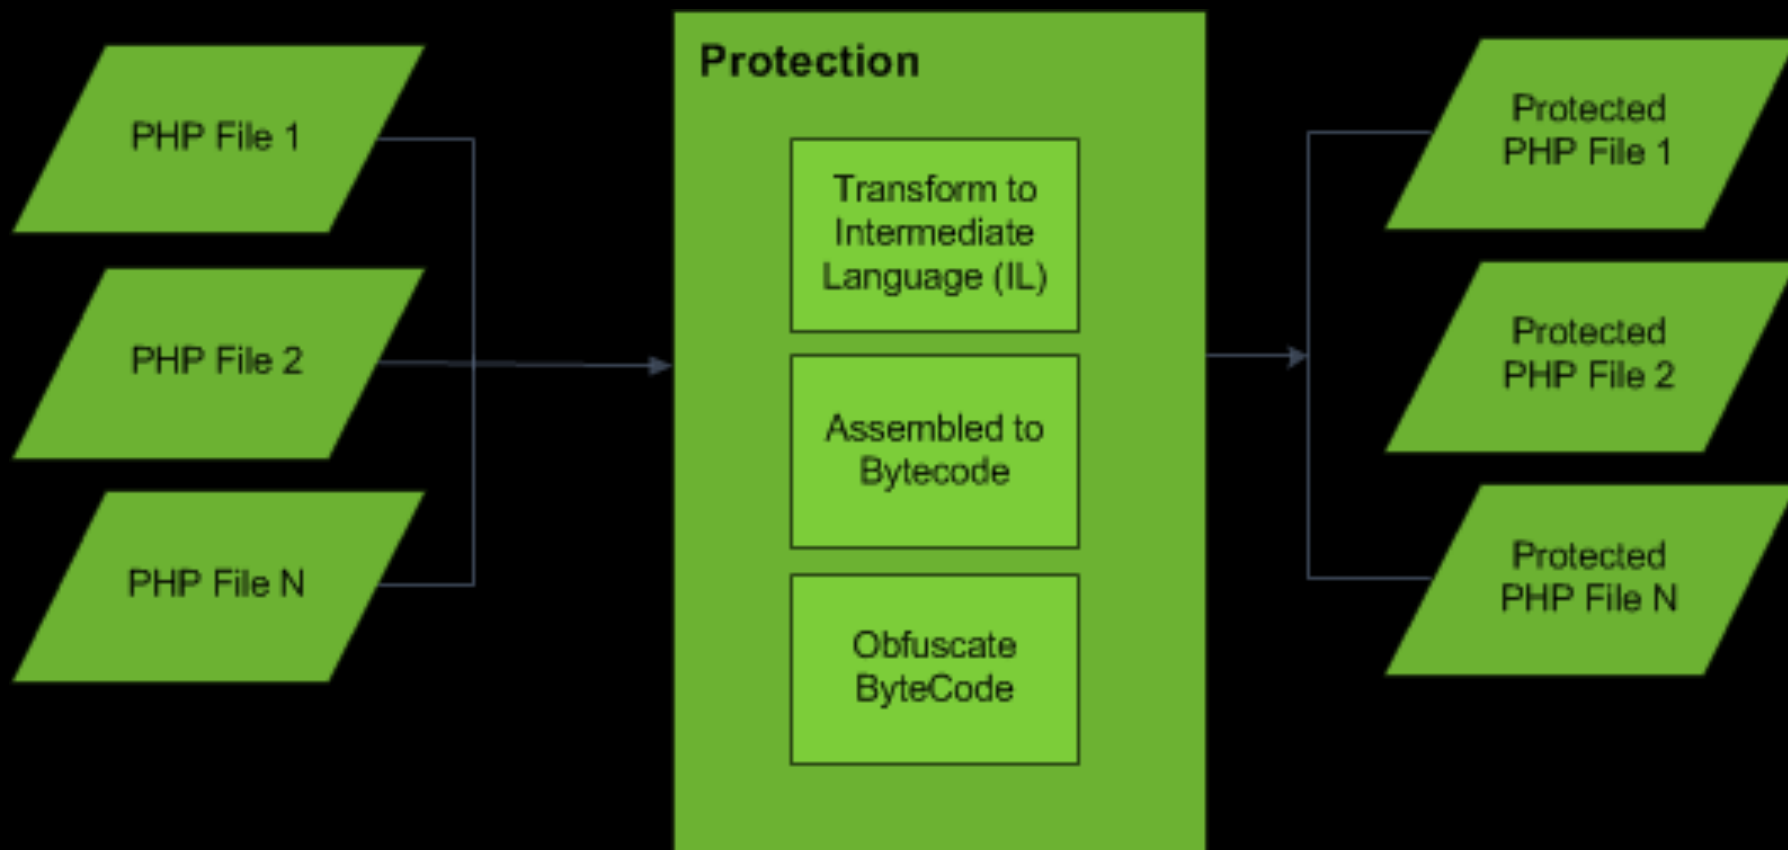 PHP File 1
PHP File 2
PHP File N
Protection
Transform to
Intermediate
Language (IL)
Assembled to
Bytecode
Obfuscate
ByteCode
Protected
PHP File 1
Protected
PHP File 2
Protected
PHP File N